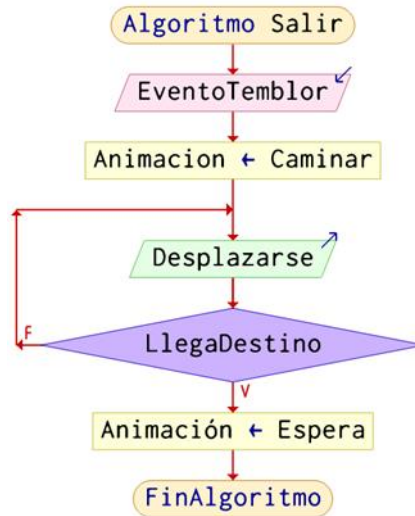 Algoritmo Salir
EventoTemblor
Animacion ← Caminar
Desplazarse
LlegaDestino
F
V
Animación ← Espera
FinAlgoritmo